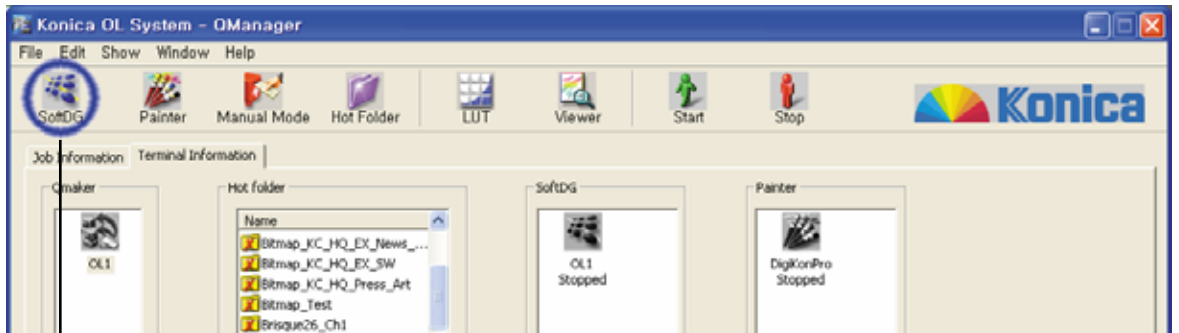 Konica OL System - QManager
File Edit Show Window Help
SoftDG Painter Manual Mode Hot Folder LUT Viewer Start Stop
Konica
Job Information Terminal Information
Qmaker Hot folder SoftDG Painter
Name
Bitmap_KC_HQ_EX_News_...
OL1 Bitmap_KC_HQ_EX_SW OL1 DigiKonPro
Bitmap_KC_HQ_Press_Art Stopped Stopped
Bitmap_Test
Brisque26_Ch1